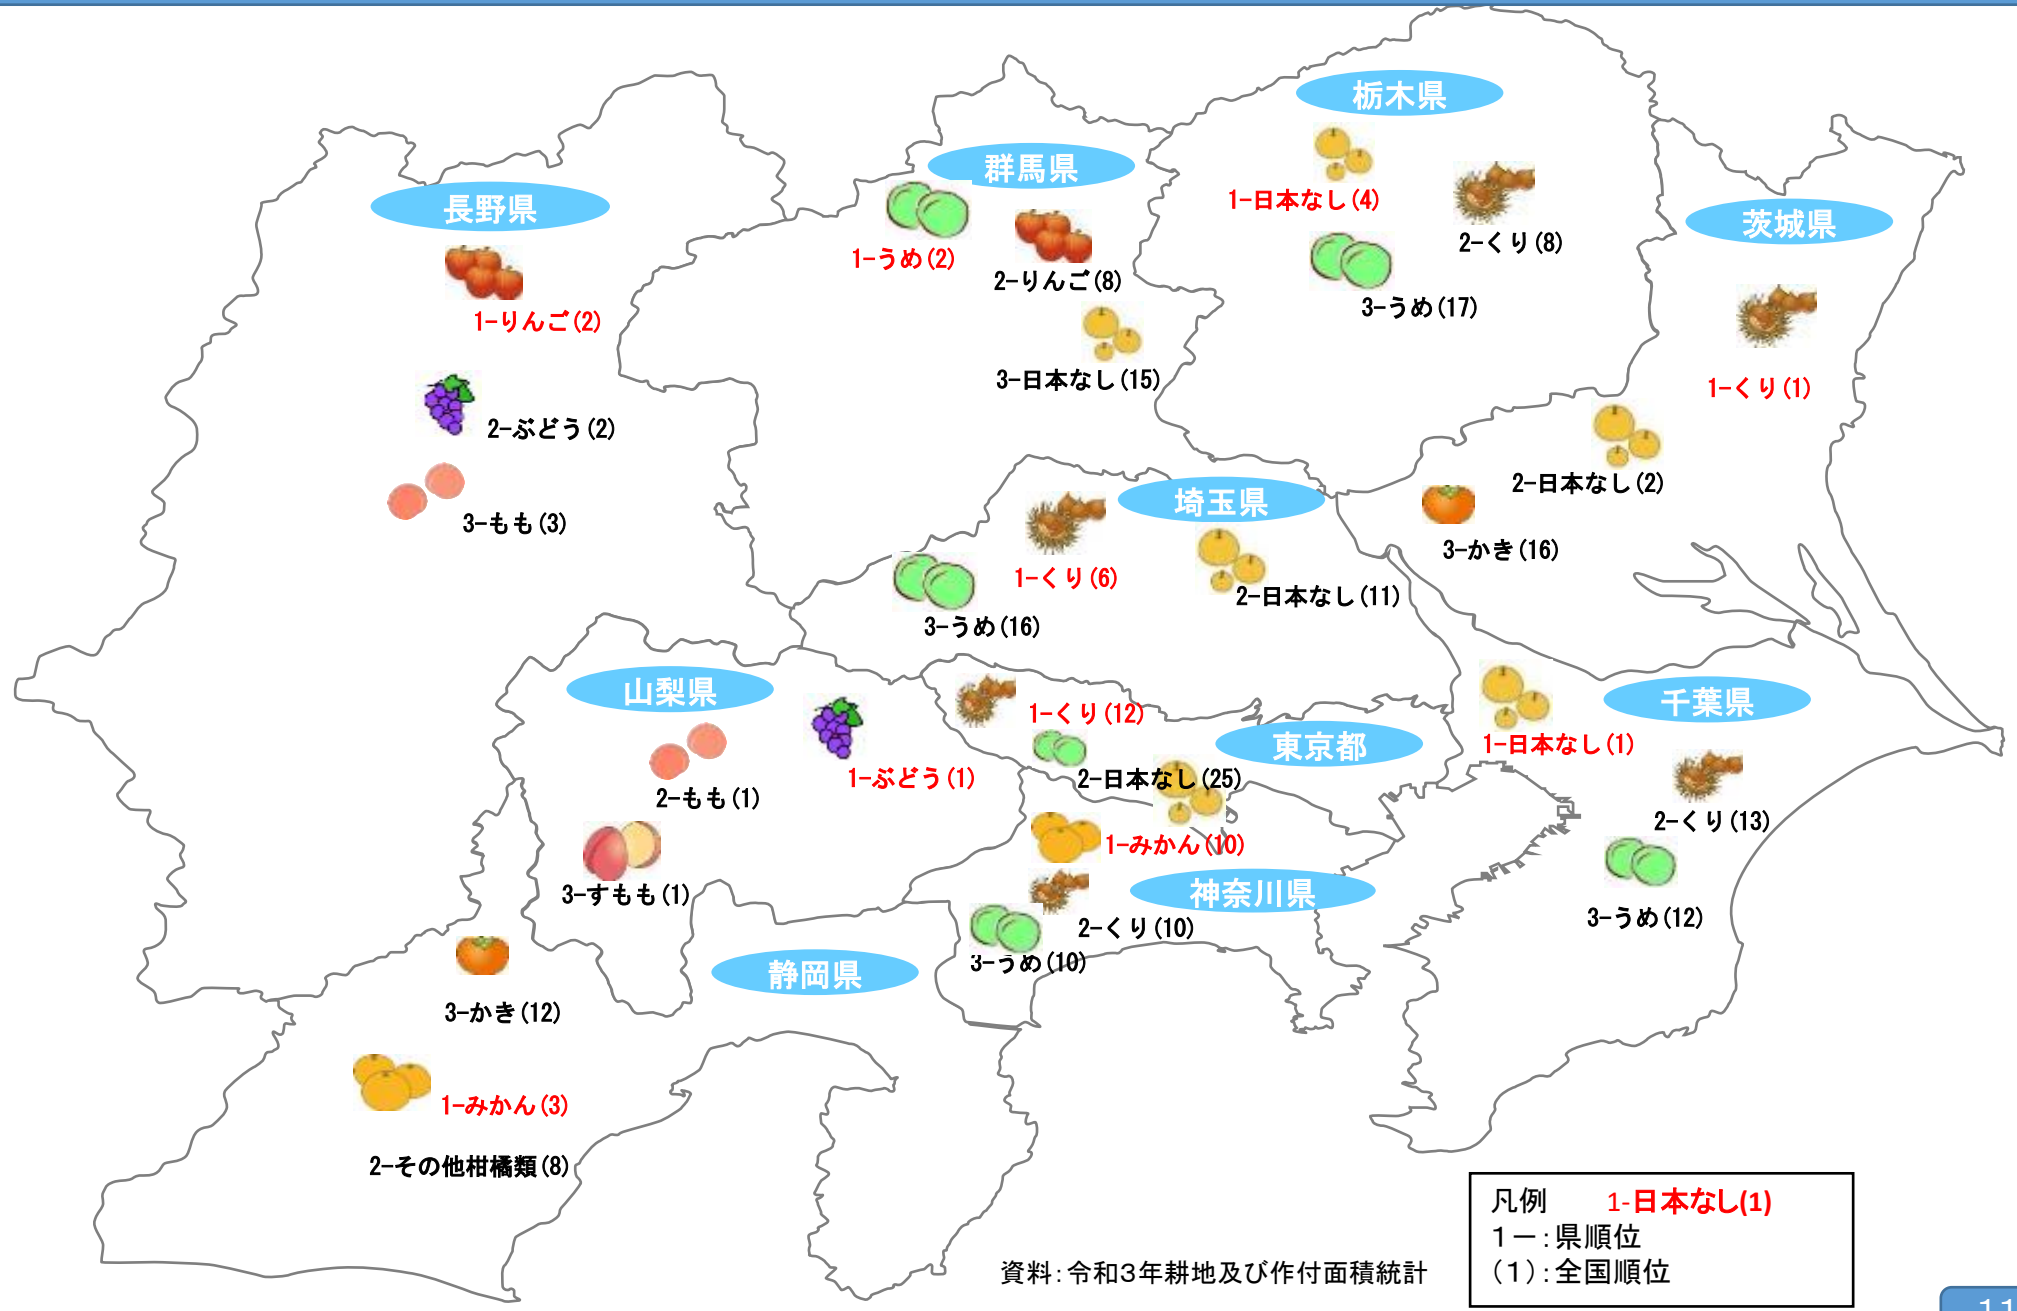 栃木県
1-日本なし(4)
2-くり(8)
3-うめ(17)
群馬県
1-うめ(2)
2-りんご(8)
3-日本なし(15)
長野県
1-りんご(2)
2-ぶどう(2)
3-もも(3)
茨城県
1-くり(1)
2-日本なし(2)
3-かき(16)
埼玉県
1-くり(6)
2-日本なし(11)
3-うめ(16)
山梨県
1-ぶどう(1)
2-もも(1)
3-すもも(1)
東京都
1-くり(12)
2-日本なし(25)
千葉県
1-日本なし(1)
2-くり(13)
3-うめ(12)
神奈川県
1-みかん(10)
2-くり(10)
3-うめ(10)
静岡県
3-かき(12)
1-みかん(3)
2-その他柑橘類(8)
凡例 1-日本なし(1)
1-:県順位
(1):全国順位
資料:令和3年耕地及び作付面積統計
11